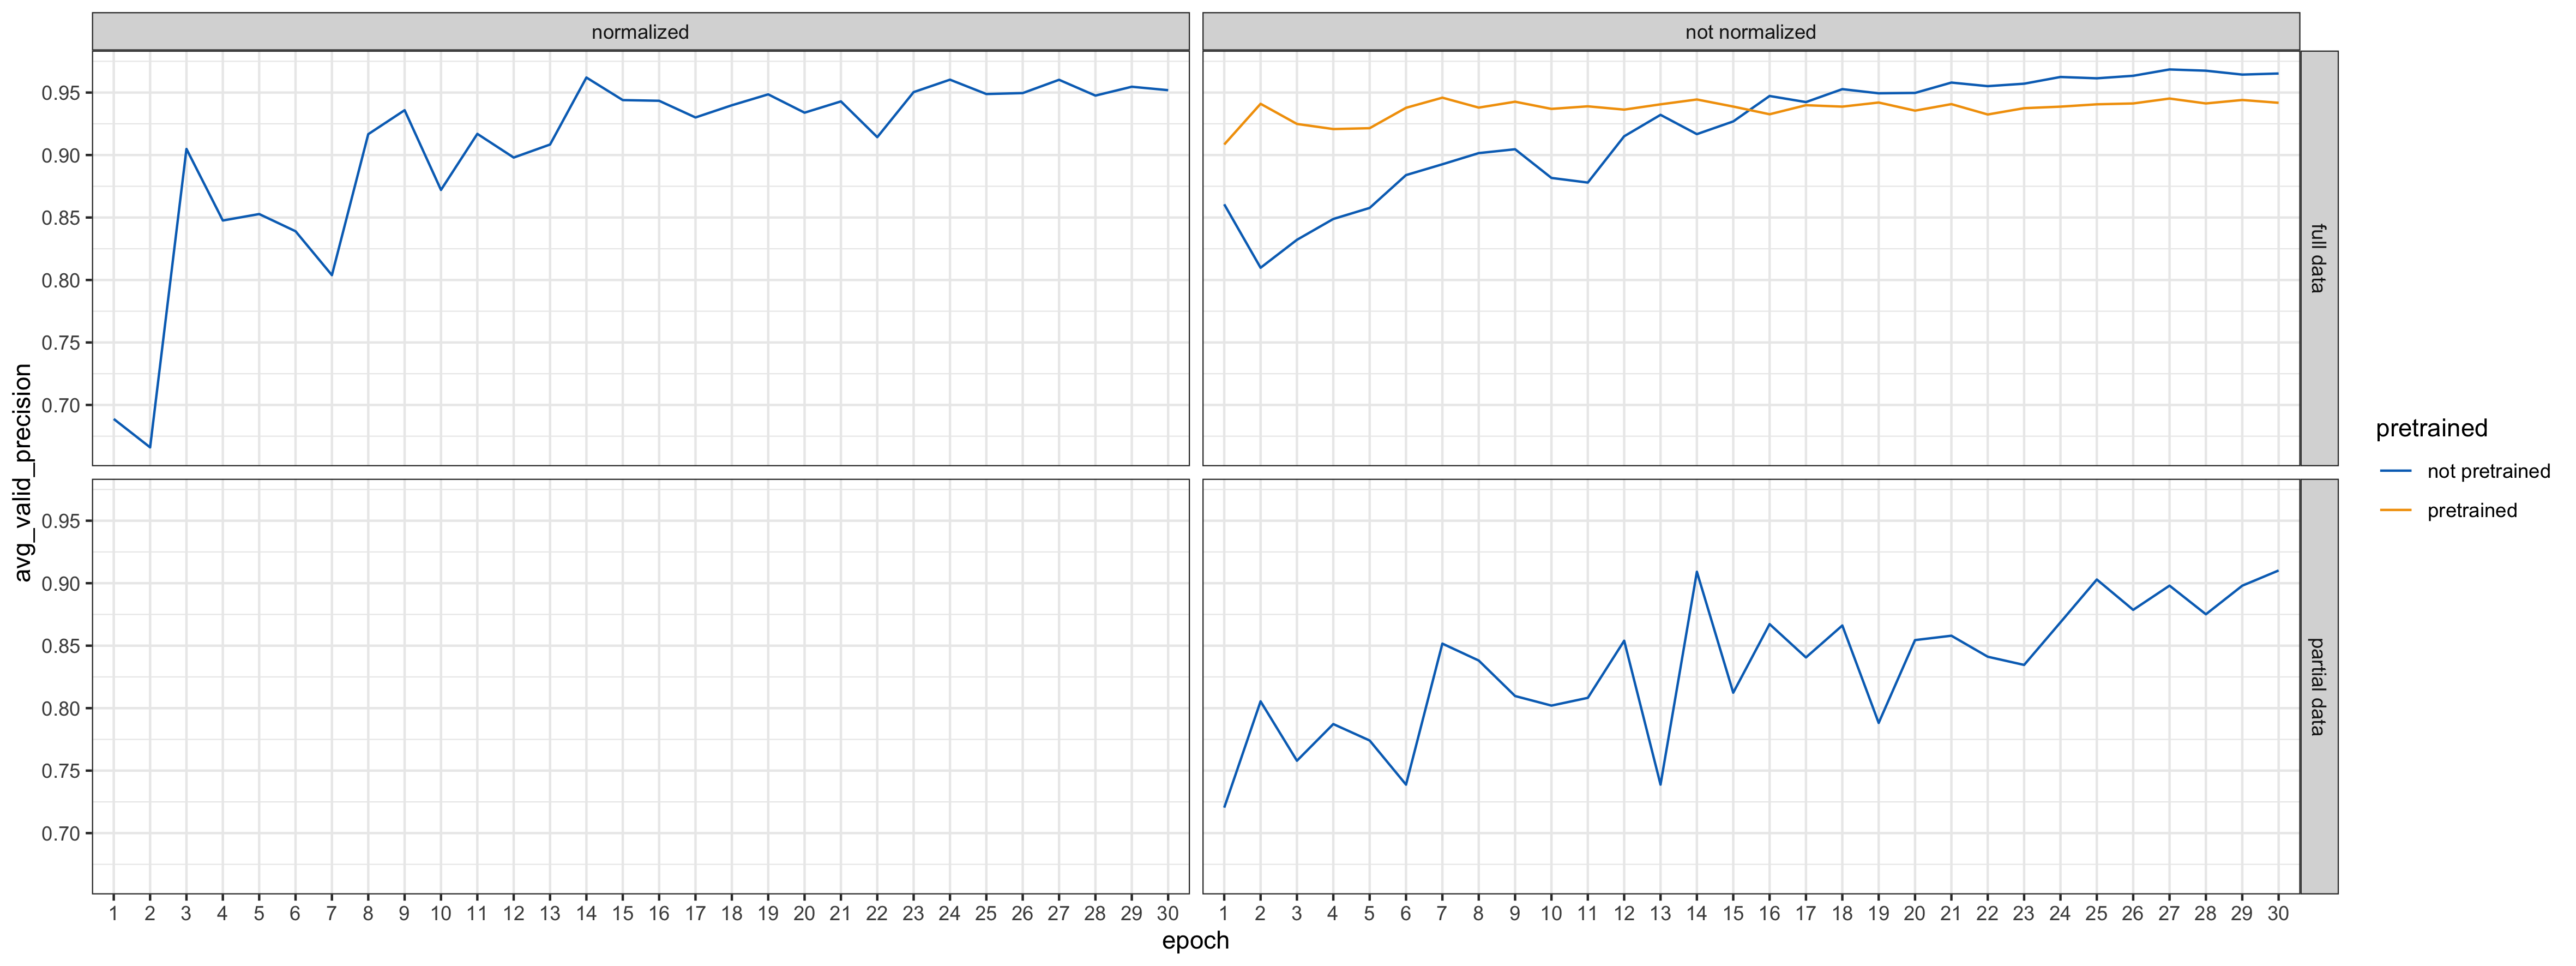 normalized
not normalized
0.95
0.90
0.85
0.80
0.75
0.70
full data
avg_valid_precision
pretrained
not pretrained
pretrained
0.95
0.90
0.85
0.80
0.75
0.70
partial data
1 2 3 4 5 6 7 8 9 10 11 12 13 14 15 16 17 18 19 20 21 22 23 24 25 26 27 28 29 30
1 2 3 4 5 6 7 8 9 10 11 12 13 14 15 16 17 18 19 20 21 22 23 24 25 26 27 28 29 30
epoch